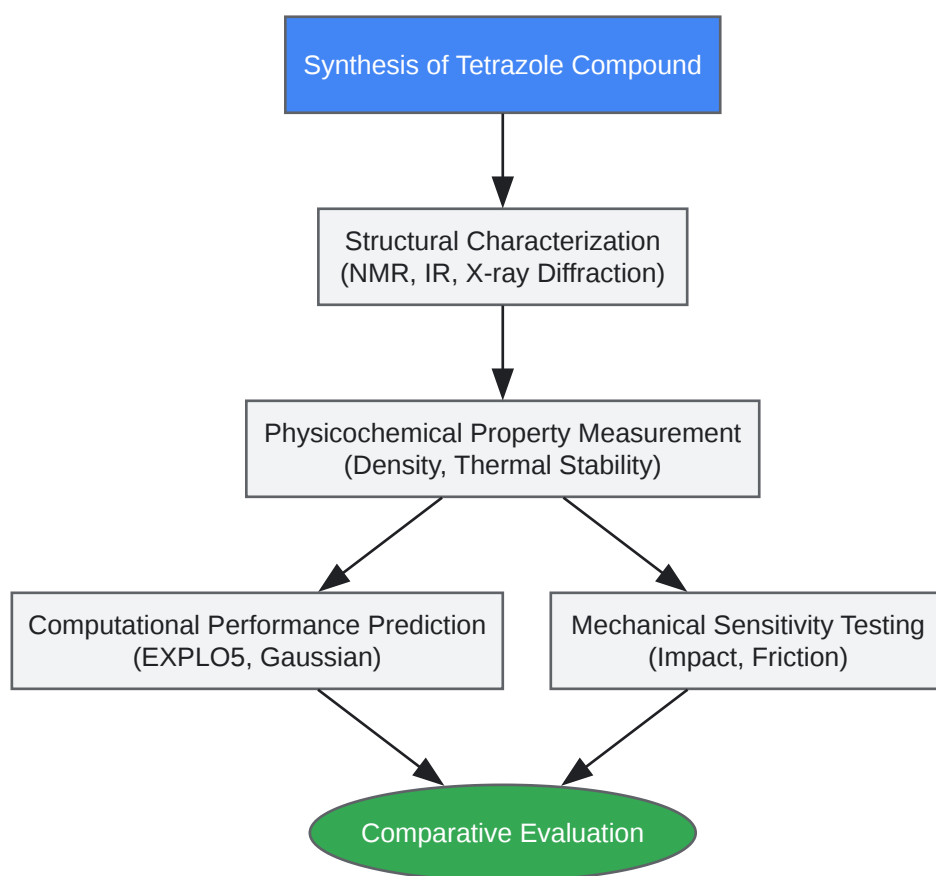 Synthesis of Tetrazole Compound
Structural Characterization
(NMR, IR, X-ray Diffraction)
Physicochemical Property Measurement
(Density, Thermal Stability)
Computational Performance Prediction
(EXPLO5, Gaussian)
Mechanical Sensitivity Testing
(Impact, Friction)
Comparative Evaluation